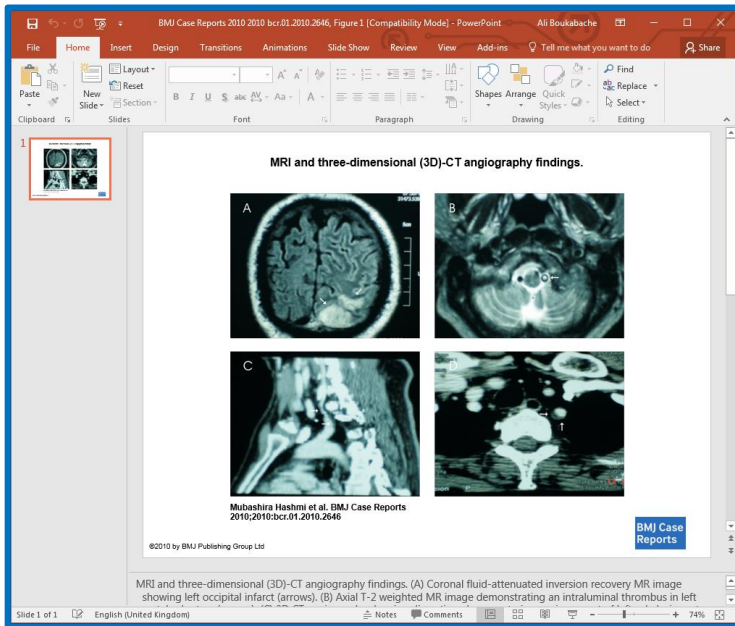 BMJ Case Reports 2010 2010 bcr.01.2010.2646, Figure 1 [Compatibility Mode] - PowerPoint
Ali Boukabache
File Home Insert Design Transitions Animations Slide Show Review View Add-ins Tell me what you want to do Share
Paste
New Slide
Layout
Reset
Section
B I U S abc AV Aa A
Shapes Arrange Quick Styles
Find
Replace
Select
Clipboard Slides Font Paragraph Drawing Editing
1
MRI and three-dimensional (3D)-CT angiography findings.
A
B
C
D
Mubashira Hashmi et al. BMJ Case Reports
2010;2010:bcr.01.2010.2646
©2010 by BMJ Publishing Group Ltd
BMJ Case
Reports
MRI and three-dimensional (3D)-CT angiography findings. (A) Coronal fluid-attenuated inversion recovery MR image
showing left occipital infarct (arrows). (B) Axial T-2 weighted MR image demonstrating an intraluminal thrombus in left
Slide 1 of 1 English (United Kingdom) Notes Comments 74%